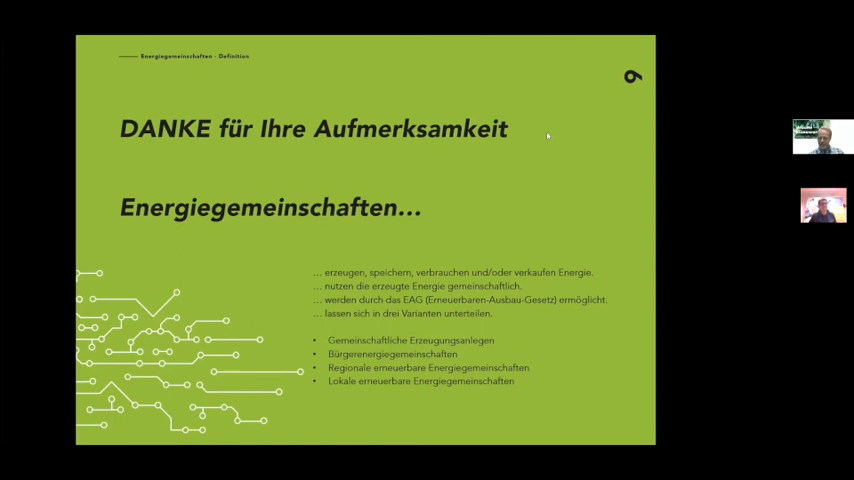 Energiegemeinschaften - Definition
9
DANKE für Ihre Aufmerksamkeit
Energiegemeinschaften...
... erzeugen, speichern, verbrauchen und/oder verkaufen Energie.
... nutzen die erzeugte Energie gemeinschaftlich.
... werden durch das EAG (Erneuerbaren-Ausbau-Gesetz) ermöglicht.
... lassen sich in drei Varianten unterteilen.
• Gemeinschaftliche Erzeugungsanlegen
• Bürgerenergiegemeinschaften
• Regionale erneuerbare Energiegemeinschaften
• Lokale erneuerbare Energiegemeinschaften